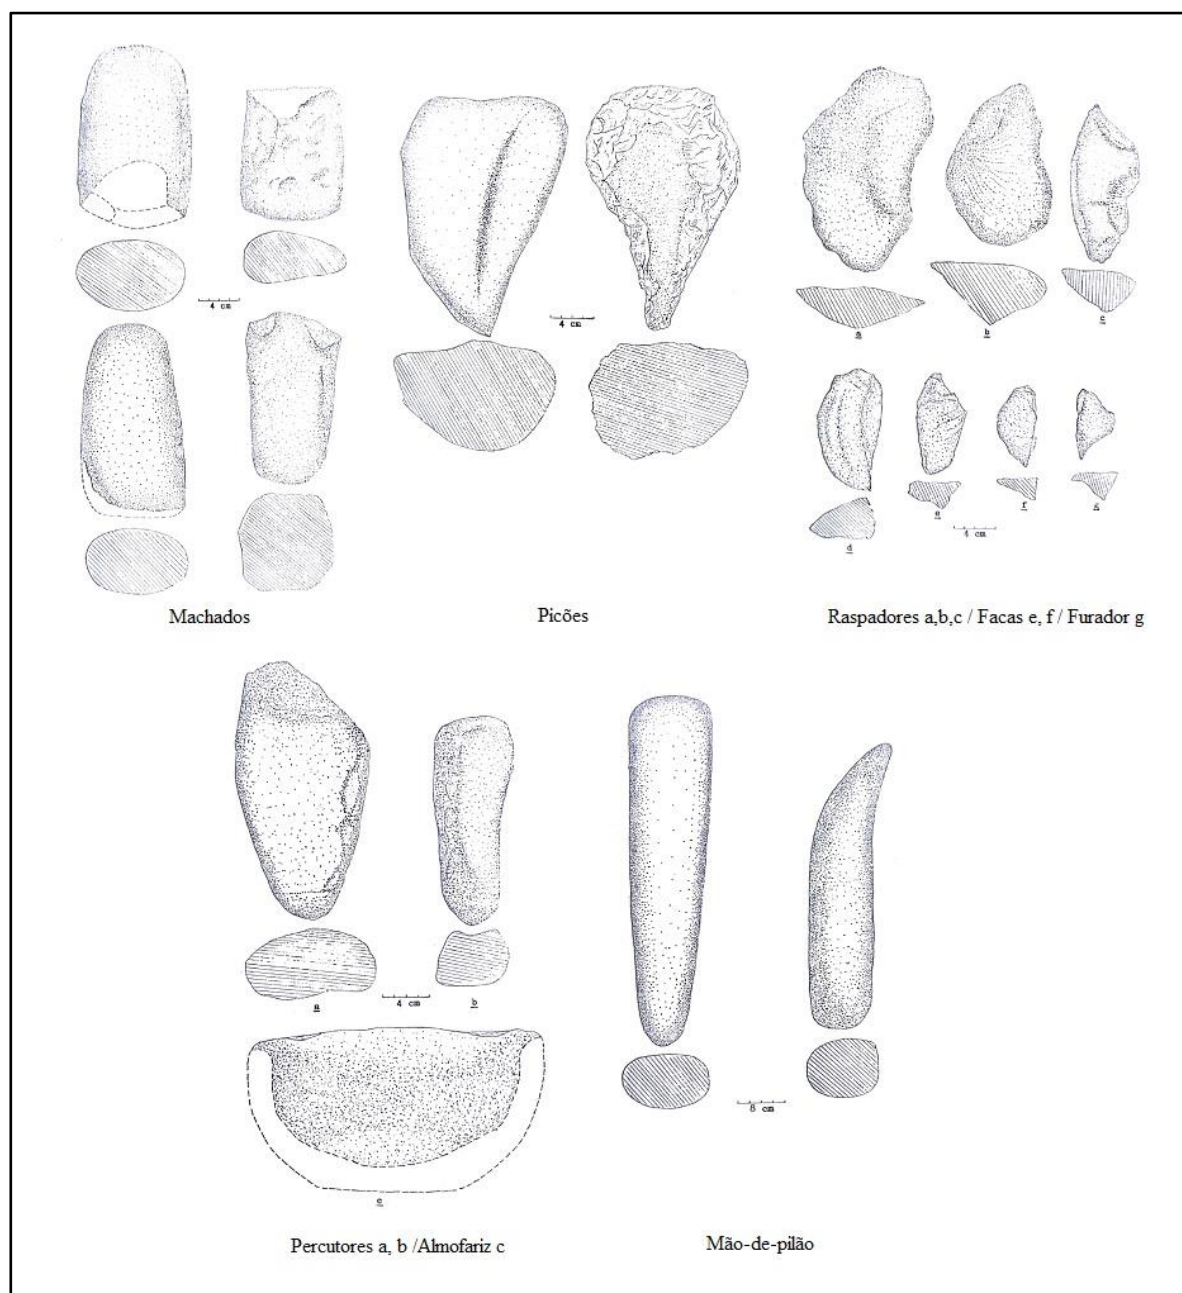 4 cm
4 cm
a
b
c
d
e
f
g
4 cm
Machados
Picões
Raspadores a,b,c / Facas e, f / Furador g
a
4 cm
b
8 cm
c
Percutores a, b /Almofariz c
Mão-de-pilão